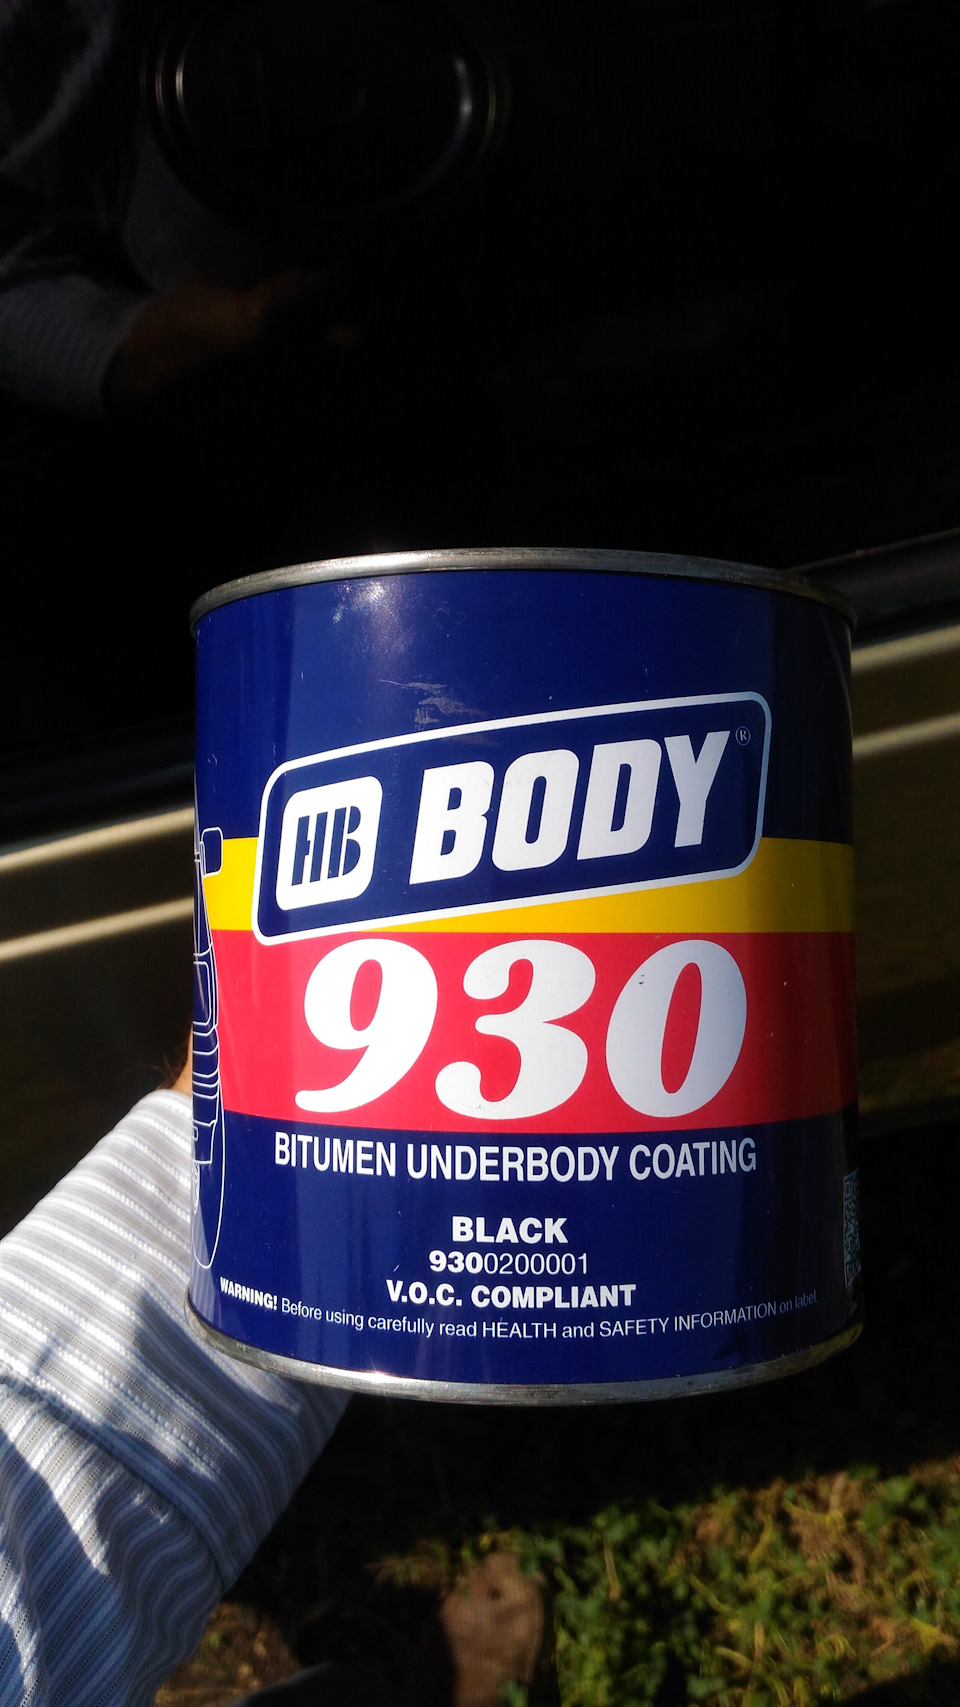 HB BODY®
930
BITUMEN UNDERBODY COATING
BLACK
9300200001
V.O.C. COMPLIANT
WARNING! Before using carefully read HEALTH and SAFETY INFORMATION on label